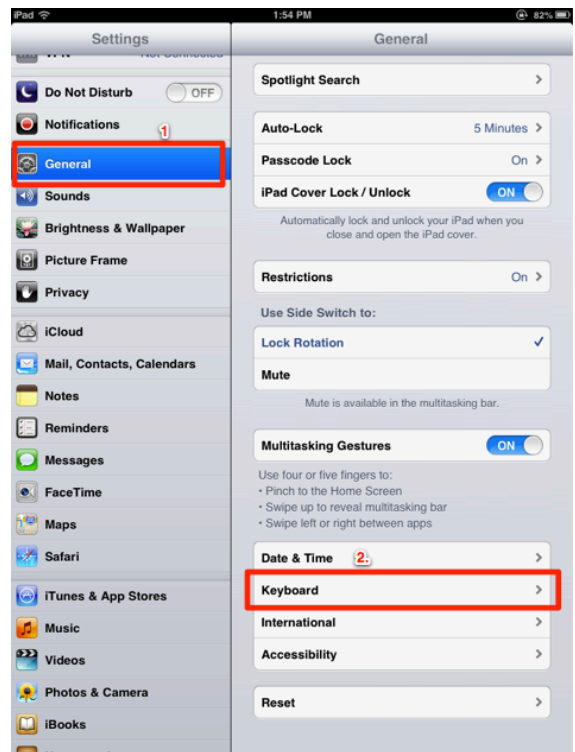 iPad
1:54 PM
82%
Settings
General
Not Connected
Do Not Disturb
OFF
Notifications
1
General
Sounds
Brightness & Wallpaper
Picture Frame
Privacy
iCloud
Mail, Contacts, Calendars
Notes
Reminders
Messages
FaceTime
Maps
Safari
iTunes & App Stores
Music
Videos
Photos & Camera
iBooks
Spotlight Search
Auto-Lock
5 Minutes
Passcode Lock
On
iPad Cover Lock / Unlock
ON
Automatically lock and unlock your iPad when you
close and open the iPad cover.
Restrictions
On
Use Side Switch to:
Lock Rotation
Mute
Mute is available in the multitasking bar.
Multitasking Gestures
ON
Use four or five fingers to:
• Pinch to the Home Screen
• Swipe up to reveal multitasking bar
• Swipe left or right between apps
Date & Time
2.
Keyboard
International
Accessibility
Reset